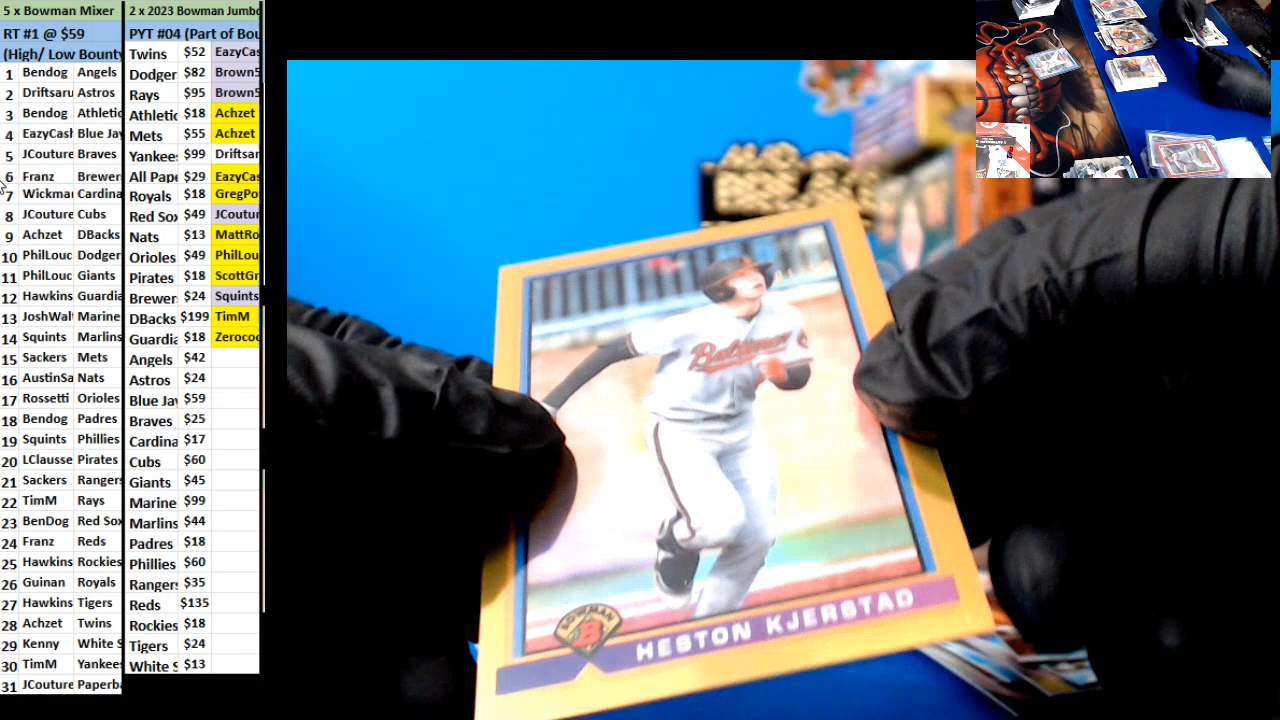 5 x Bowman Mixer
RT #1 @ $59
(High/ Low Bounty
1 Bendog Angels
2 Driftsaru Astros
3 Bendog Athletic
4 EazyCash Blue Jay
5 JCouture Braves
6 Franz Brewers
7 Wickman Cardina
8 JCouture Cubs
9 Achzet DBacks
10 PhilLouc Dodger
11 PhilLouc Giants
12 Hawkins Guardia
13 JoshWalt Marine
14 Squints Marlins
15 Sackers Mets
16 AustinSa Nats
17 Rossetti Orioles
18 Bendog Padres
19 Squints Phillies
20 LClausse Pirates
21 Sackers Rangers
22 TimM Rays
23 BenDog Red Sox
24 Franz Reds
25 Hawkins Rockies
26 Guinan Royals
27 Hawkins Tigers
28 Achzet Twins
29 Kenny White S
30 TimM Yankees
31 JCouture Paperba
2 x 2023 Bowman Jumbo
PYT #04 (Part of Bou
Twins $52 EazyCas
Dodger $82 Brown5
Rays $95 Brown5
Athletic $18 Achzet
Mets $55 Achzet
Yankees $99 Driftsar
All Pape $29 EazyCas
Royals $18 GregPo
Red Sox $49 JCoutur
Nats $13 MattRo
Orioles $49 PhilLou
Pirates $18 ScottGr
Brewer $24 Squints
DBacks $199 TimM
Guardia $18 Zerocoo
Angels $42
Astros $24
Blue Jay $59
Braves $25
Cardina $17
Cubs $60
Giants $45
Marine $99
Marlins $44
Padres $18
Phillies $60
Rangers $35
Reds $135
Rockies $18
Tigers $24
White S $13
Baltimore
BOWMAN
B
HESTON KJERSTAD